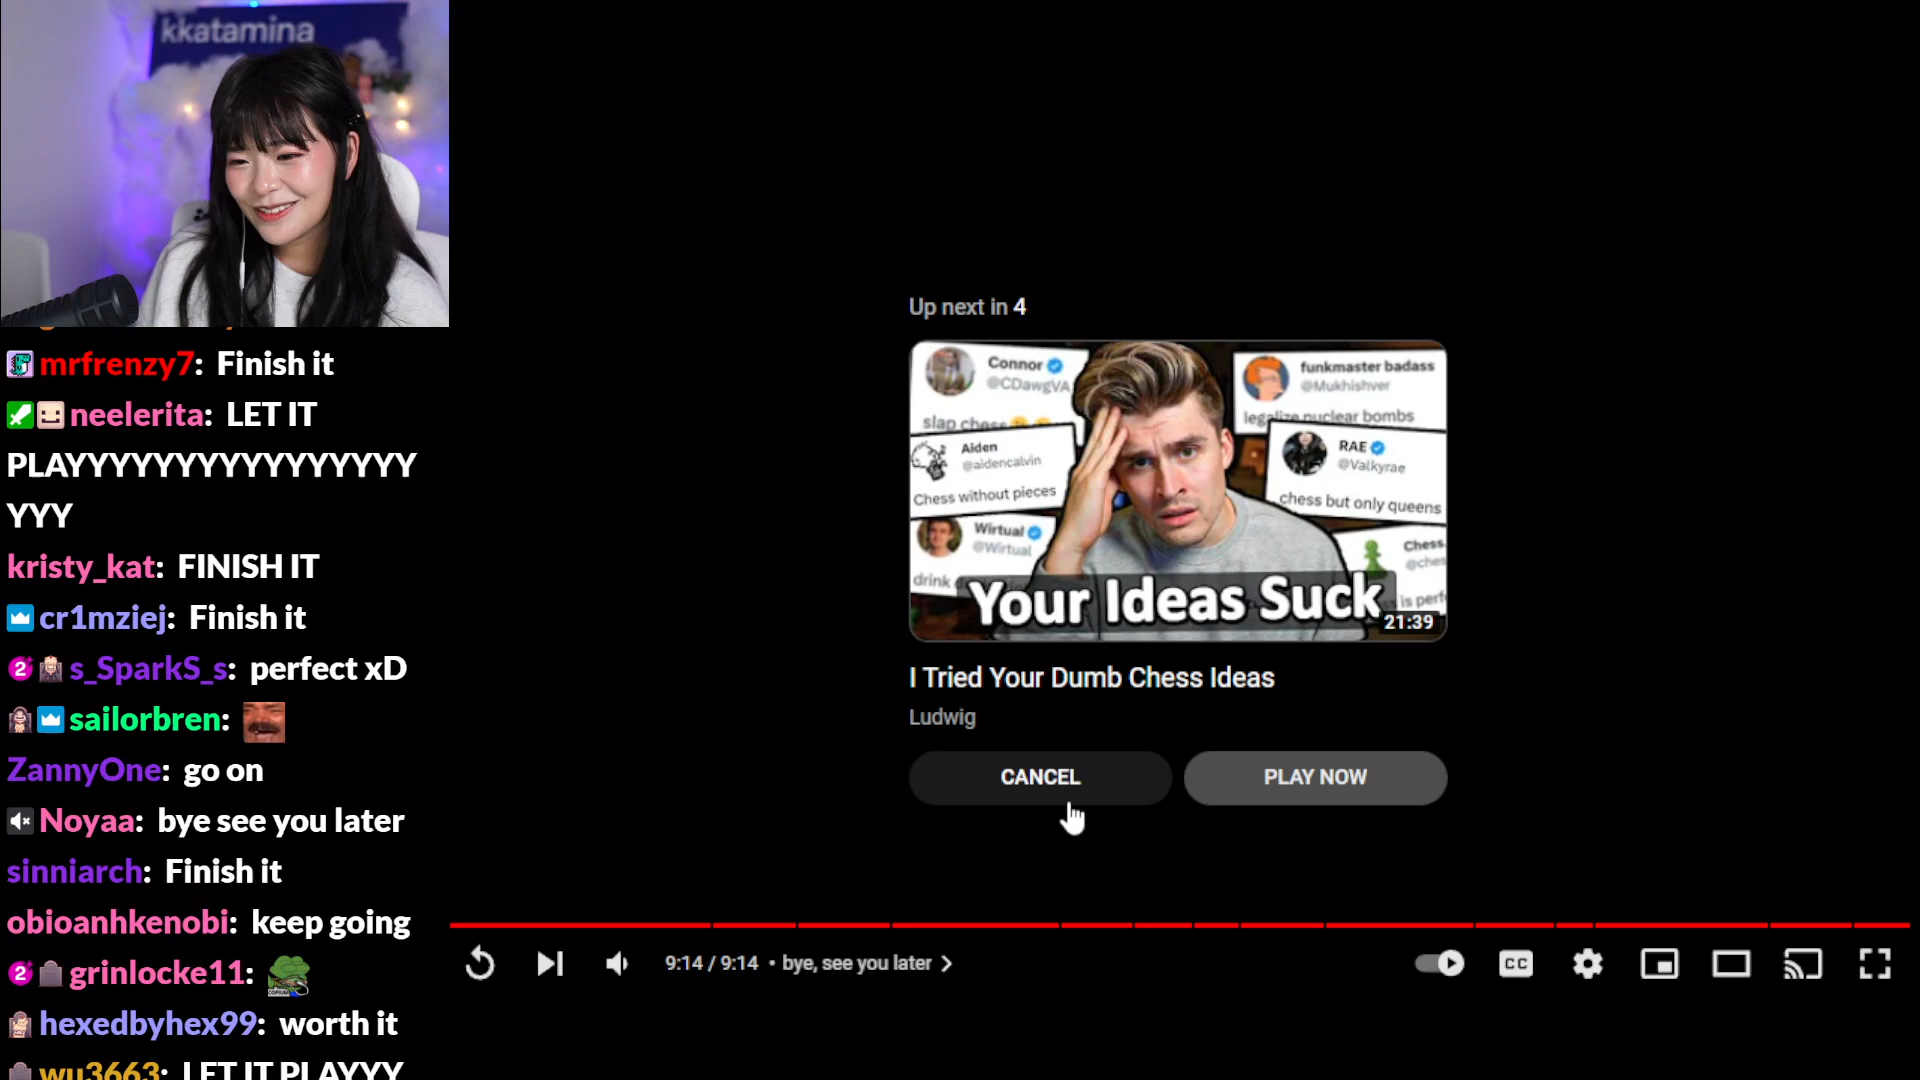 kkatamina
mrfrenzy7: Finish it
neelerita: LET IT
PLAYYYYYYYYYYYYYYYY
YYY
kristy_kat: FINISH IT
cr1mziej: Finish it
s_SparkS_s: perfect xD
sailorbren:
ZannyOne: go on
Noyaa: bye see you later
sinniarch: Finish it
obioanhkenobi: keep going
grinlocke11:
hexedbyhex99: worth it
wu3663: LET IT PLAYYY
Up next in 4
Connor
@CDawgVA
slap chess
funkmaster badass
@Mukhishver
legalize nuclear bombs
Aiden
@aidencalvin
Chess without pieces
RAE
@Valkyrae
chess but only queens
Wirtual
@Wirtual
drink
Chess.
@ches
is perf
Your Ideas Suck
21:39
I Tried Your Dumb Chess Ideas
Ludwig
CANCEL
PLAY NOW
9:14 / 9:14 • bye, see you later
CC